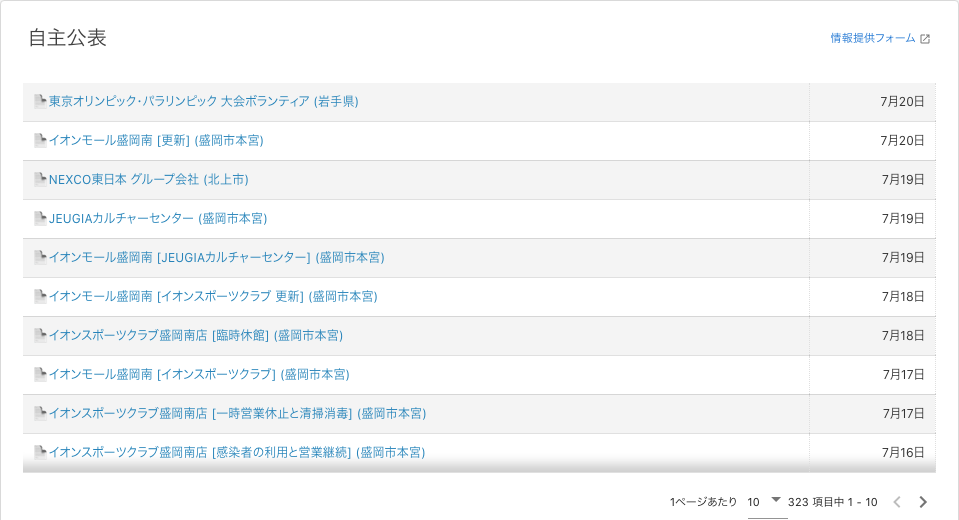 自主公表
情報提供フォーム
東京オリンピック・パラリンピック 大会ボランティア (岩手県) 7月20日
イオンモール盛岡南 [更新] (盛岡市本宮) 7月20日
NEXCO東日本 グループ会社 (北上市) 7月19日
JEUGIAカルチャーセンター (盛岡市本宮) 7月19日
イオンモール盛岡南 [JEUGIAカルチャーセンター] (盛岡市本宮) 7月19日
イオンモール盛岡南 [イオンスポーツクラブ 更新] (盛岡市本宮) 7月18日
イオンスポーツクラブ盛岡南店 [臨時休館] (盛岡市本宮) 7月18日
イオンモール盛岡南 [イオンスポーツクラブ] (盛岡市本宮) 7月17日
イオンスポーツクラブ盛岡南店 [一時営業休止と清掃消毒] (盛岡市本宮) 7月17日
イオンスポーツクラブ盛岡南店 [感染者の利用と営業継続] (盛岡市本宮) 7月16日
1ページあたり 10 323 項目中 1 - 10